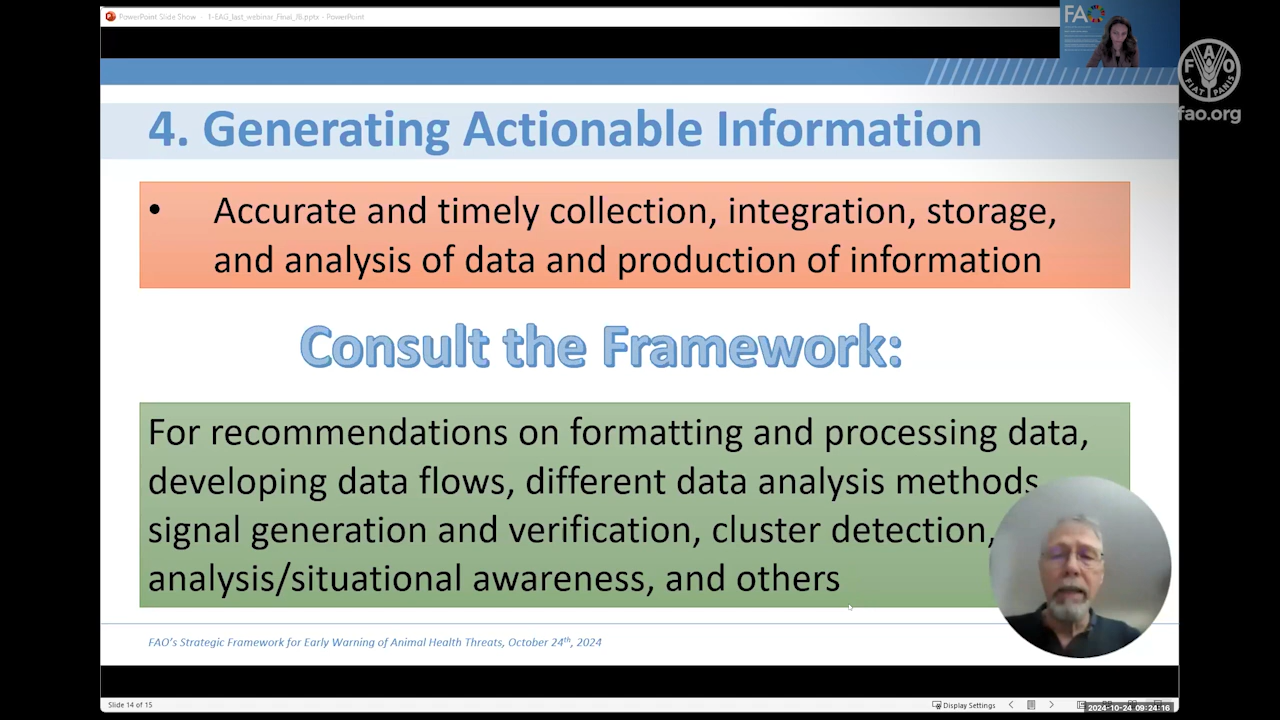 PowerPoint Slide Show - 1-EAG_last_webinar_Final_JB.pptx - PowerPoint
FAO
FAO
FIAT PANIS
fao.org
4. Generating Actionable Information
• Accurate and timely collection, integration, storage,
and analysis of data and production of information
Consult the Framework:
For recommendations on formatting and processing data,
developing data flows, different data analysis methods
signal generation and verification, cluster detection,
analysis/situational awareness, and others
FAO's Strategic Framework for Early Warning of Animal Health Threats, October 24th, 2024
Slide 14 of 15
Display Settings
2024-10-24 09:24:16